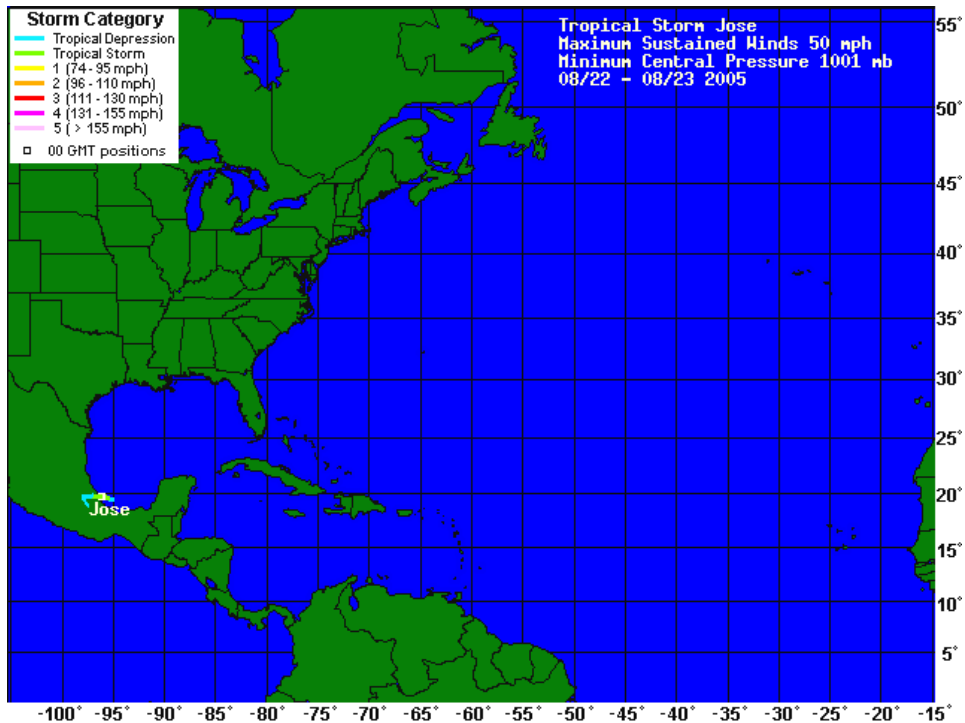 Storm Category
Tropical Depression
Tropical Storm
1 (74 - 95 mph)
2 (96 - 110 mph)
3 (111 - 130 mph)
4 (131 - 155 mph)
5 ( > 155 mph)
00 GMT positions
Tropical Storm Jose
Maximum Sustained Winds 50 mph
Minimum Central Pressure 1001 mb
08/22 - 08/23 2005
55°
50°
45°
40°
35°
30°
25°
20°
15°
10°
5°
Jose
-100° -95° -90° -85° -80° -75° -70° -65° -60° -55° -50° -45° -40° -35° -30° -25° -20° -15°